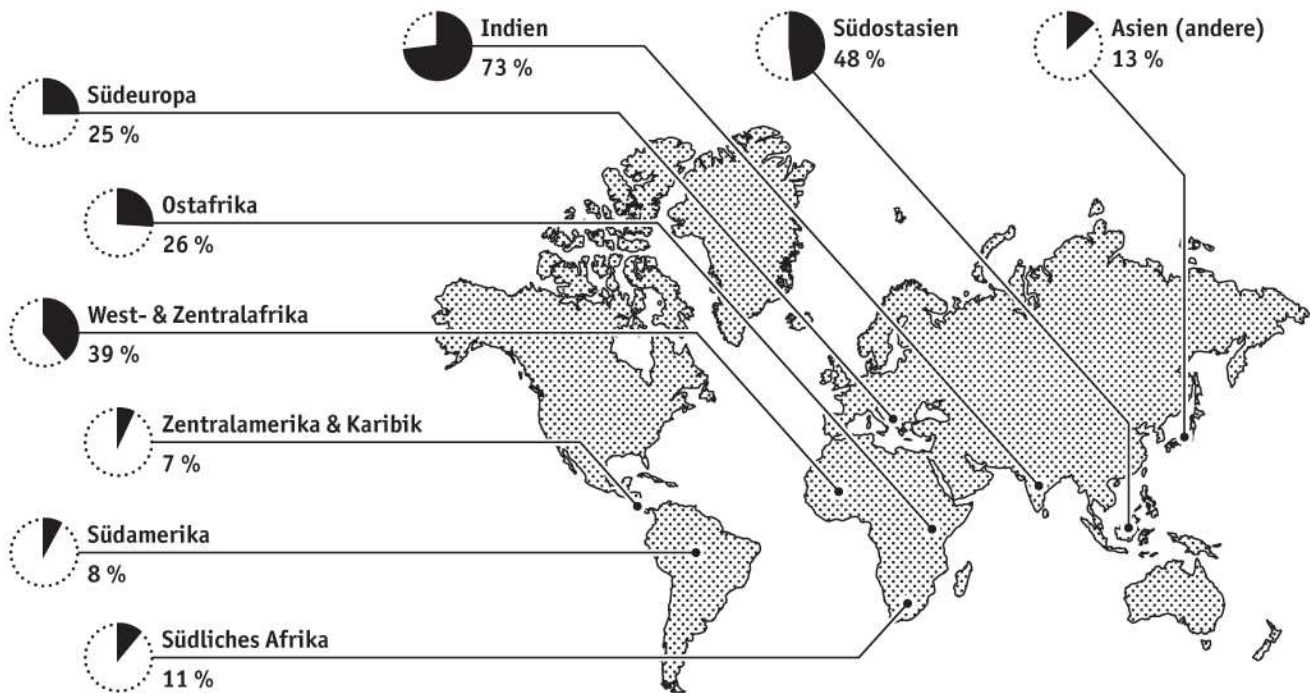 Indien
73 %
Südostasien
48 %
Asien (andere)
13 %
Südeuropa
25 %
Ostafrika
26 %
West- & Zentralafrika
39 %
Zentralamerika & Karibik
7 %
Südamerika
8 %
Südliches Afrika
11 %